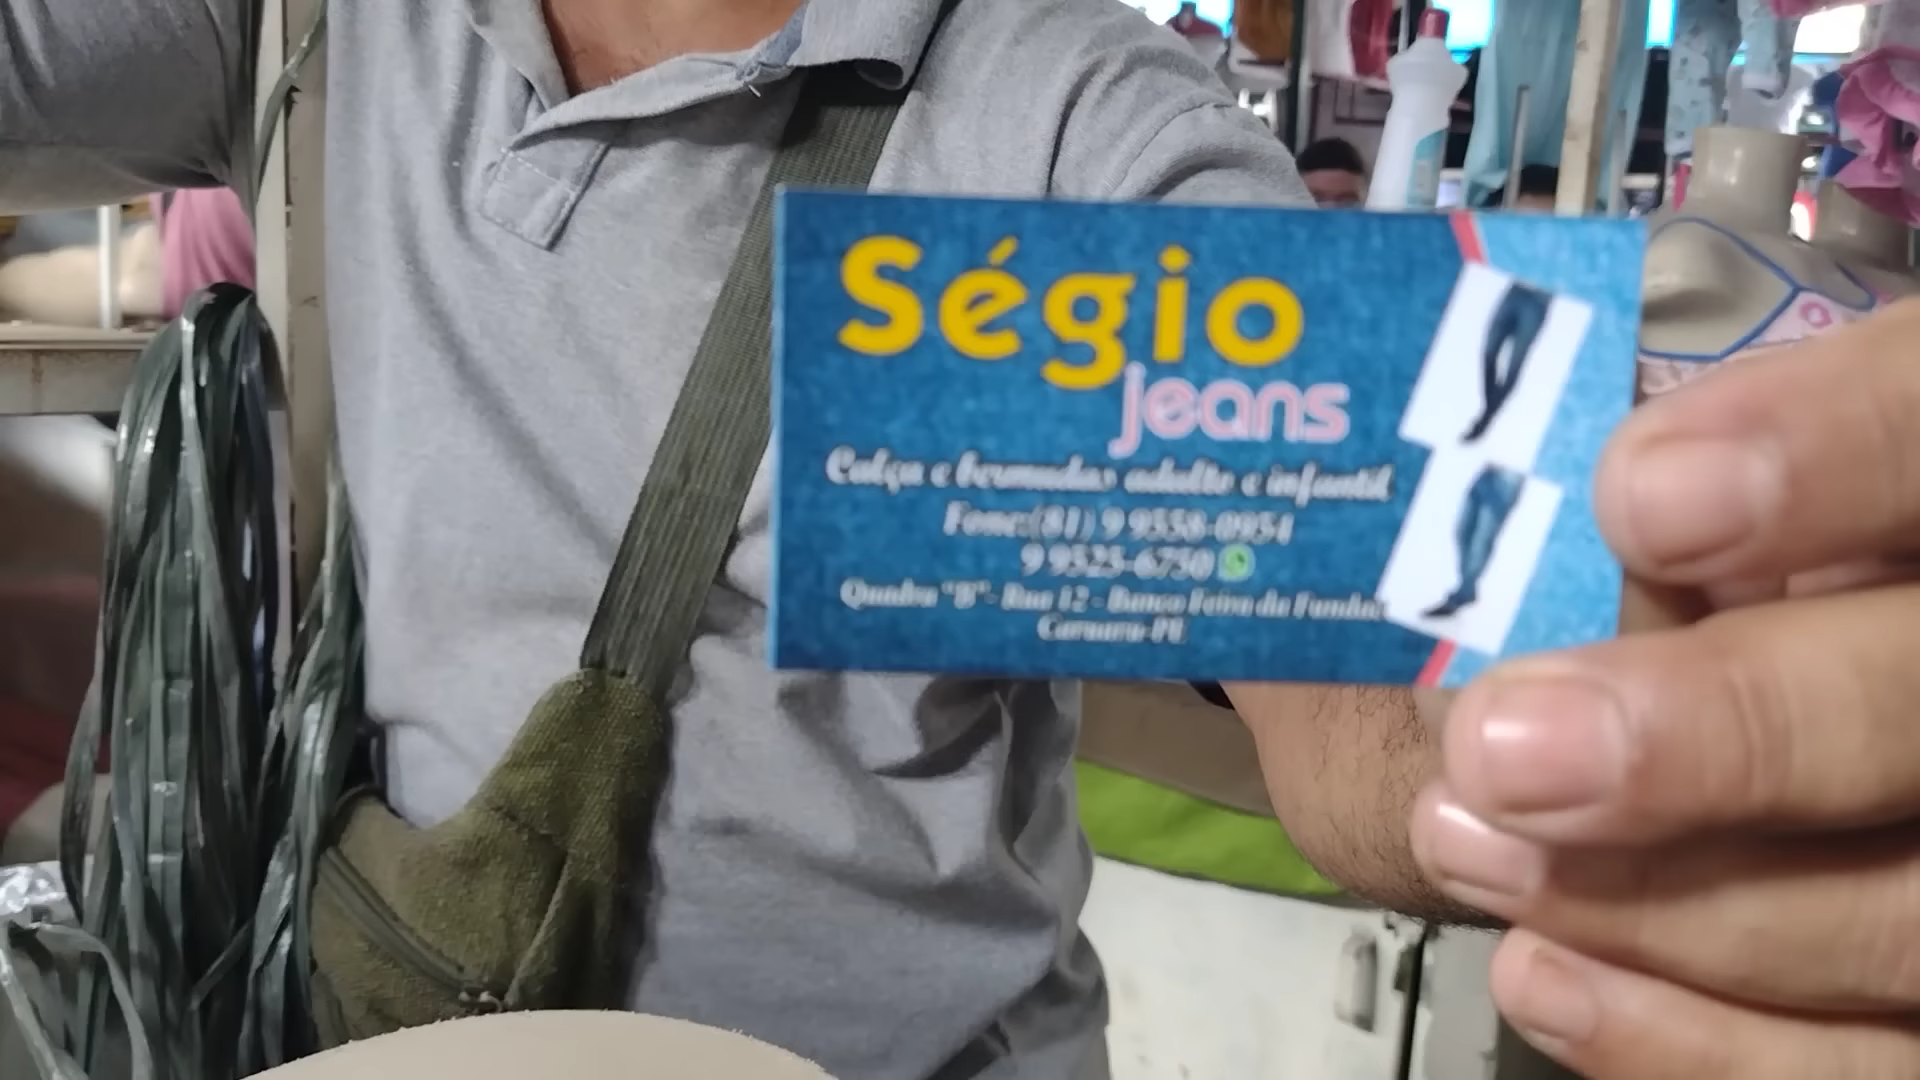 Ségio
jeans
Calça e bermudas adulto e infantil
Fone:(81) 9 9558-0954
9 9525-6750
Quadra "B" - Rua 12 - Banco Feira da
Caruaru-PE